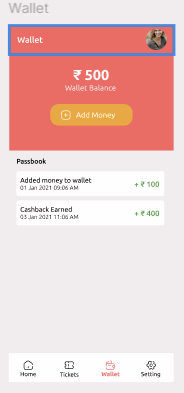 Wallet
Wallet
₹ 500
Wallet Balance
Add Money
Passbook
Added money to wallet
01 Jan 2021 09:06 AM
+ ₹ 100
Cashback Earned
03 Jan 2021 11:06 AM
+ ₹ 400
Home
Tickets
Wallet
Setting